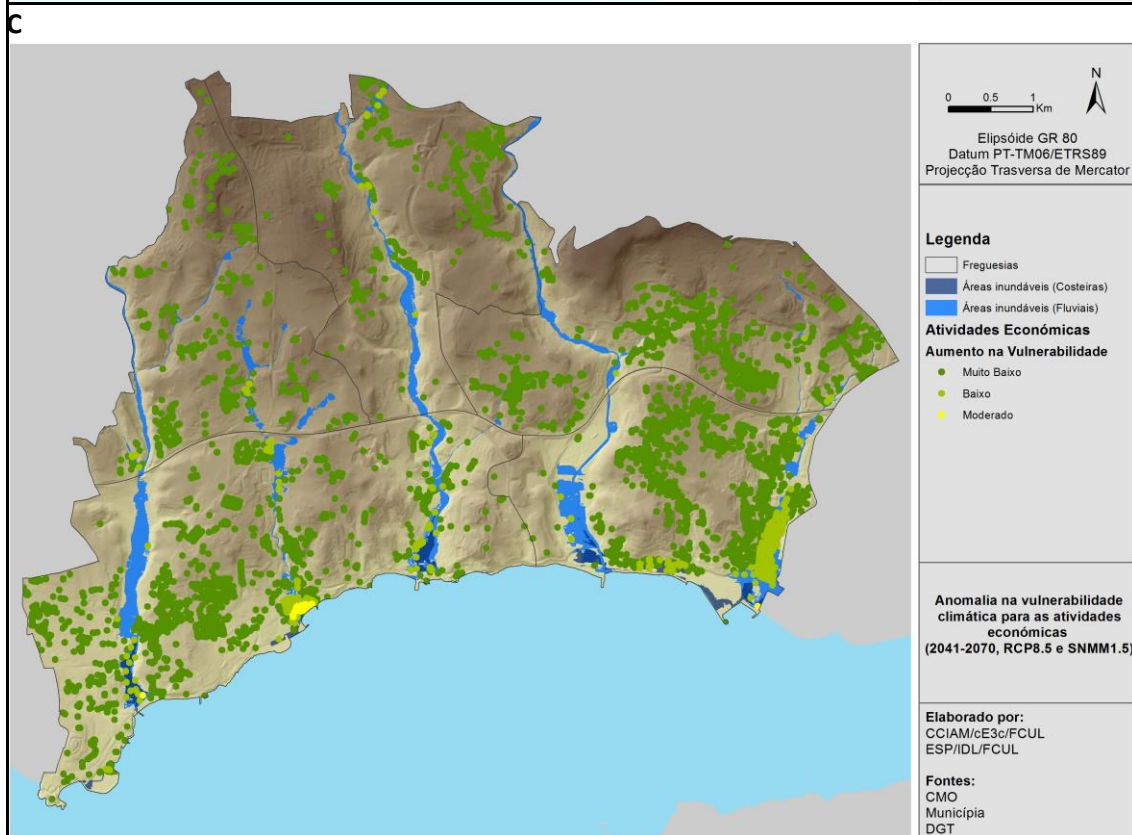 C
N
0 0.5 1
Km
Elipsóide GR 80
Datum PT-TM06/ETRS89
Projecção Trasversa de Mercator
Legenda
Freguesias
Áreas inundáveis (Costeiras)
Áreas inundáveis (Fluviais)
Atividades Económicas
Aumento na Vulnerabilidade
Muito Baixo
Baixo
Moderado
Anomalia na vulnerabilidade
climática para as atividades
económicas
(2041-2070, RCP8.5 e SNMM1.5)
Elaborado por:
CCIAM/cE3c/FCUL
ESP/IDL/FCUL
Fontes:
CMO
Municípia
DGT